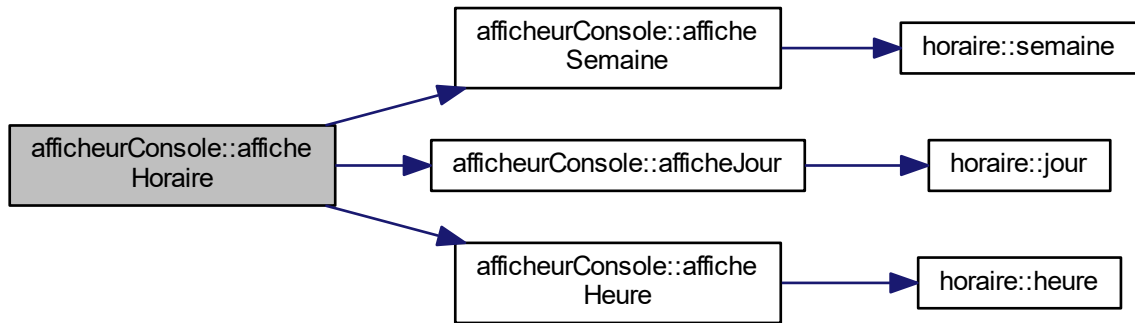 afficheurConsole::affiche
Semaine
horaire::semaine
afficheurConsole::affiche
Horaire
afficheurConsole::afficheJour
horaire::jour
afficheurConsole::affiche
Heure
horaire::heure